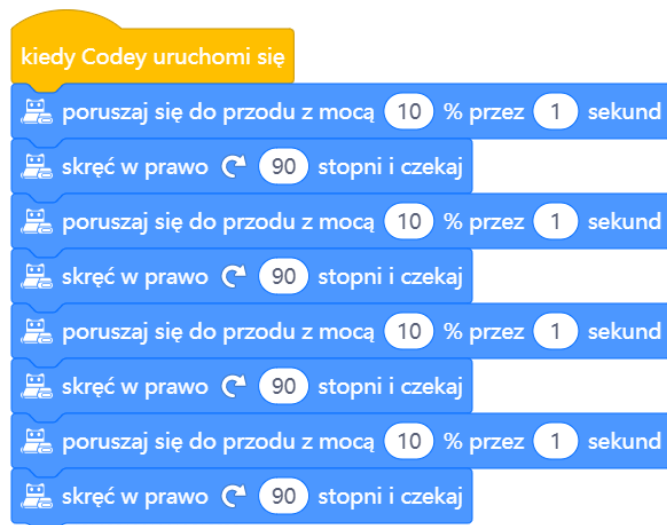 kiedy Codey uruchomi się
poruszaj się do przodu z mocą 10 % przez 1 sekund
skręć w prawo 90 stopni i czekaj
poruszaj się do przodu z mocą 10 % przez 1 sekund
skręć w prawo 90 stopni i czekaj
poruszaj się do przodu z mocą 10 % przez 1 sekund
skręć w prawo 90 stopni i czekaj
poruszaj się do przodu z mocą 10 % przez 1 sekund
skręć w prawo 90 stopni i czekaj